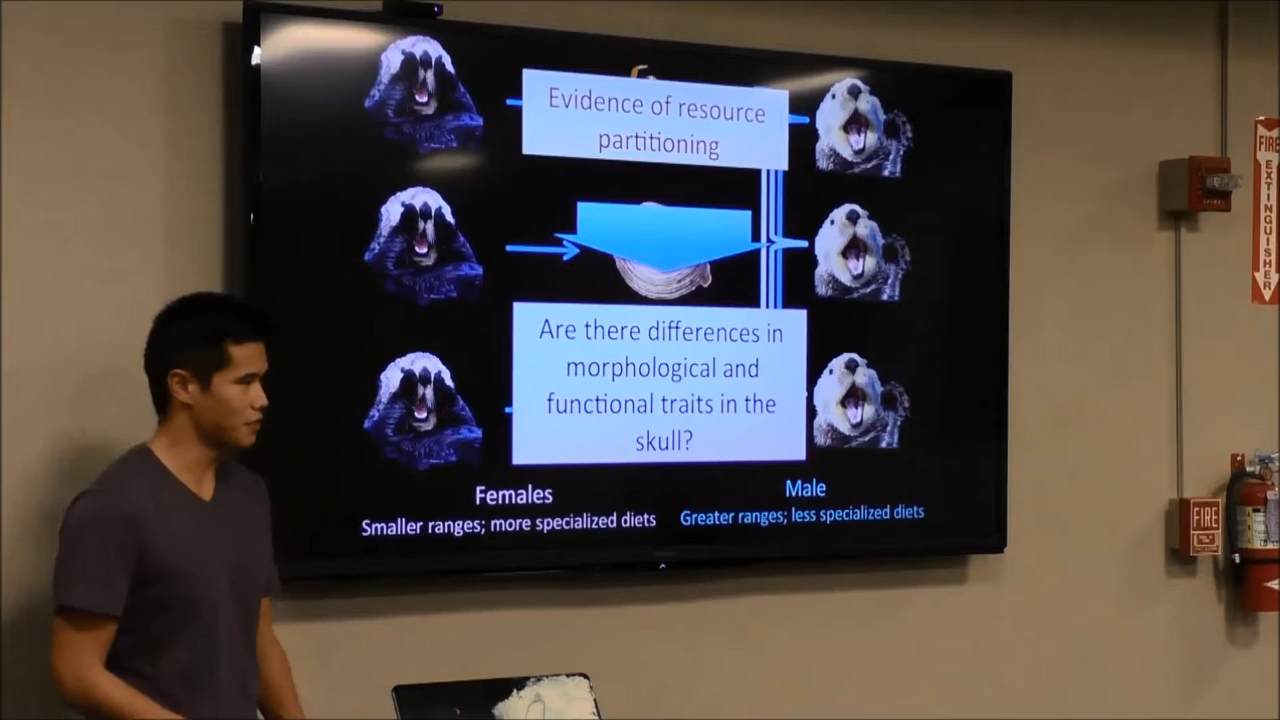 Evidence of resource
partitioning
Are there differences in
morphological and
functional traits in the
skull?
Females
Smaller ranges; more specialized diets
Male
Greater ranges; less specialized diets
FIRE
EXTINGUISHER
FIRE